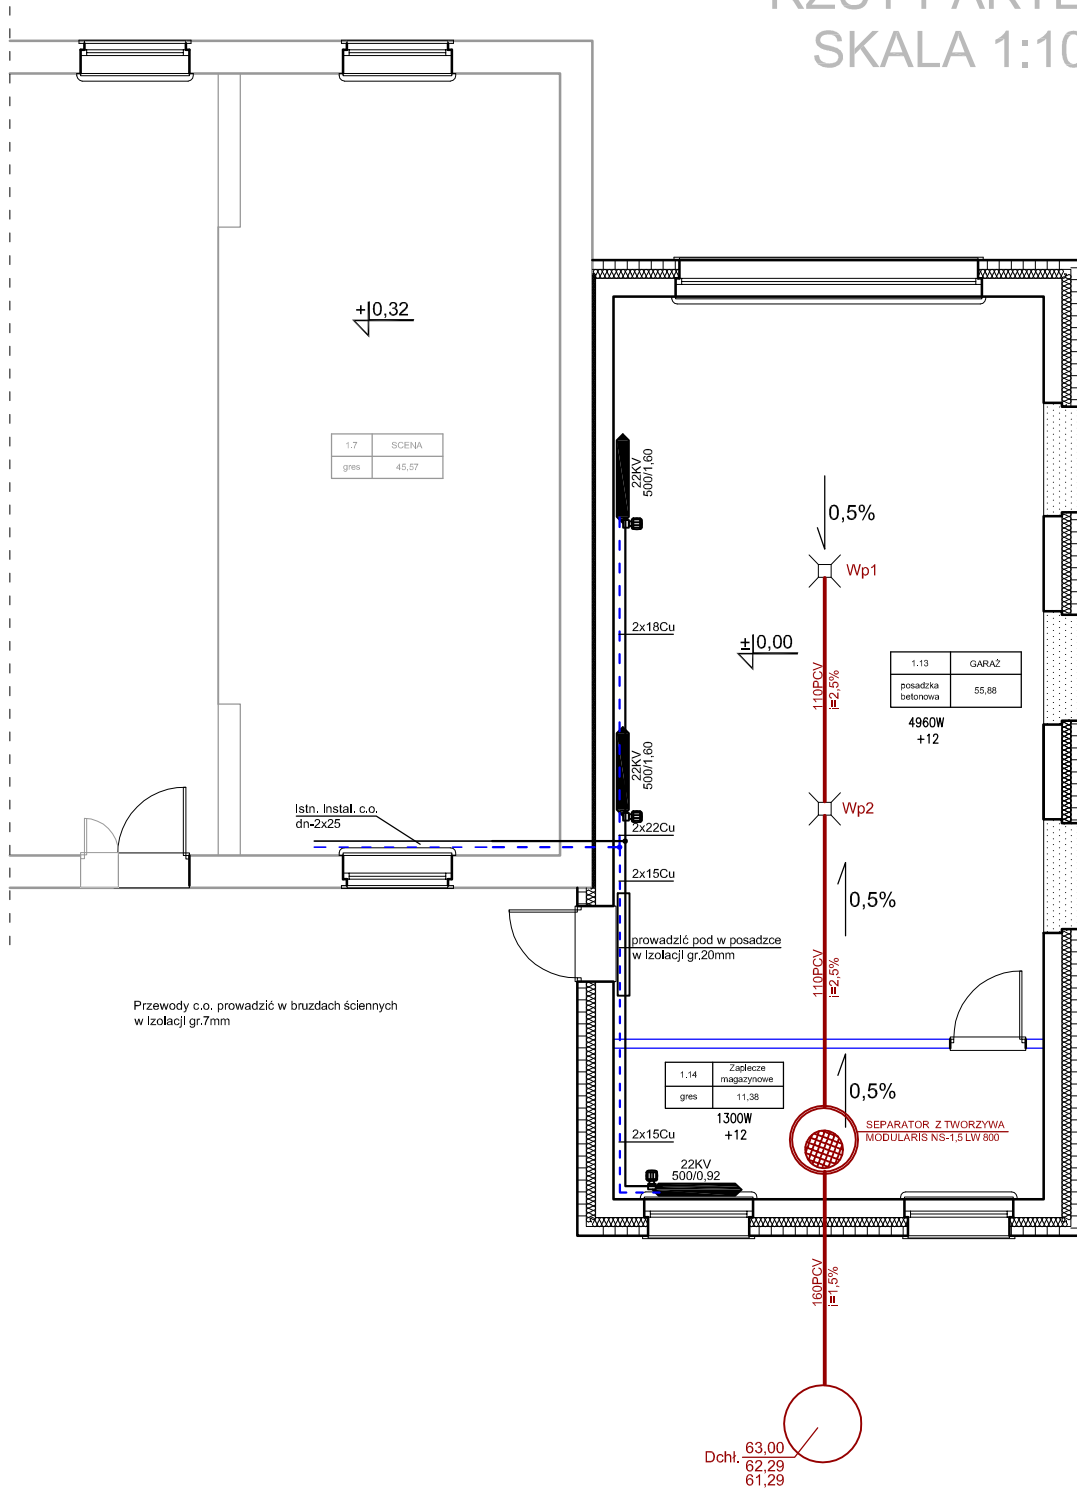 SKALA 1:10
+0,32
1.7 SCENA
gres 45,57
22KV
500/1,60
0,5%
Wp1
2x18Cu
±0,00
110PCV
i=2,5%
1.13 GARAŻ
posadzka
betonowa
55,88
4960W
+12
22KV
500/1,60
Wp2
Istn. Instal. c.o.
dn-2x25
2x22Cu
2x15Cu
0,5%
prowadzić pod w posadzce
w Izolacji gr.20mm
110PCV
i=2,5%
Przewody c.o. prowadzić w bruzdach ściennych
w Izolacji gr.7mm
1.14 Zaplecze
magazynowe
gres 11,38
1300W
+12
0,5%
SEPARATOR Z TWORZYWA
MODULARIS NS-1,5 LW 800
2x15Cu
22KV
500/0,92
160PCV
i=1,5%
Dchł. 63,00
62,29
61,29